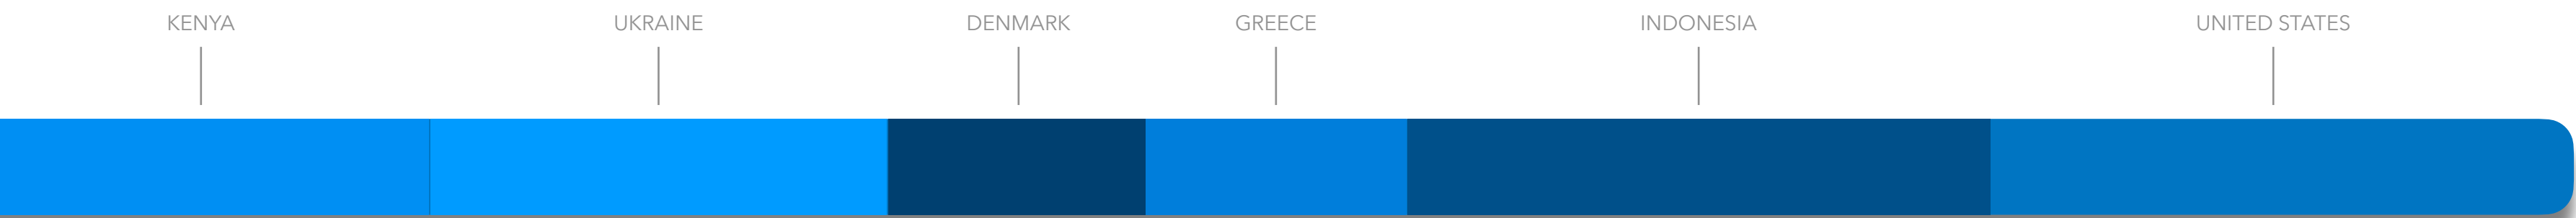 KENYA
UKRAINE
DENMARK
GREECE
INDONESIA
UNITED STATES